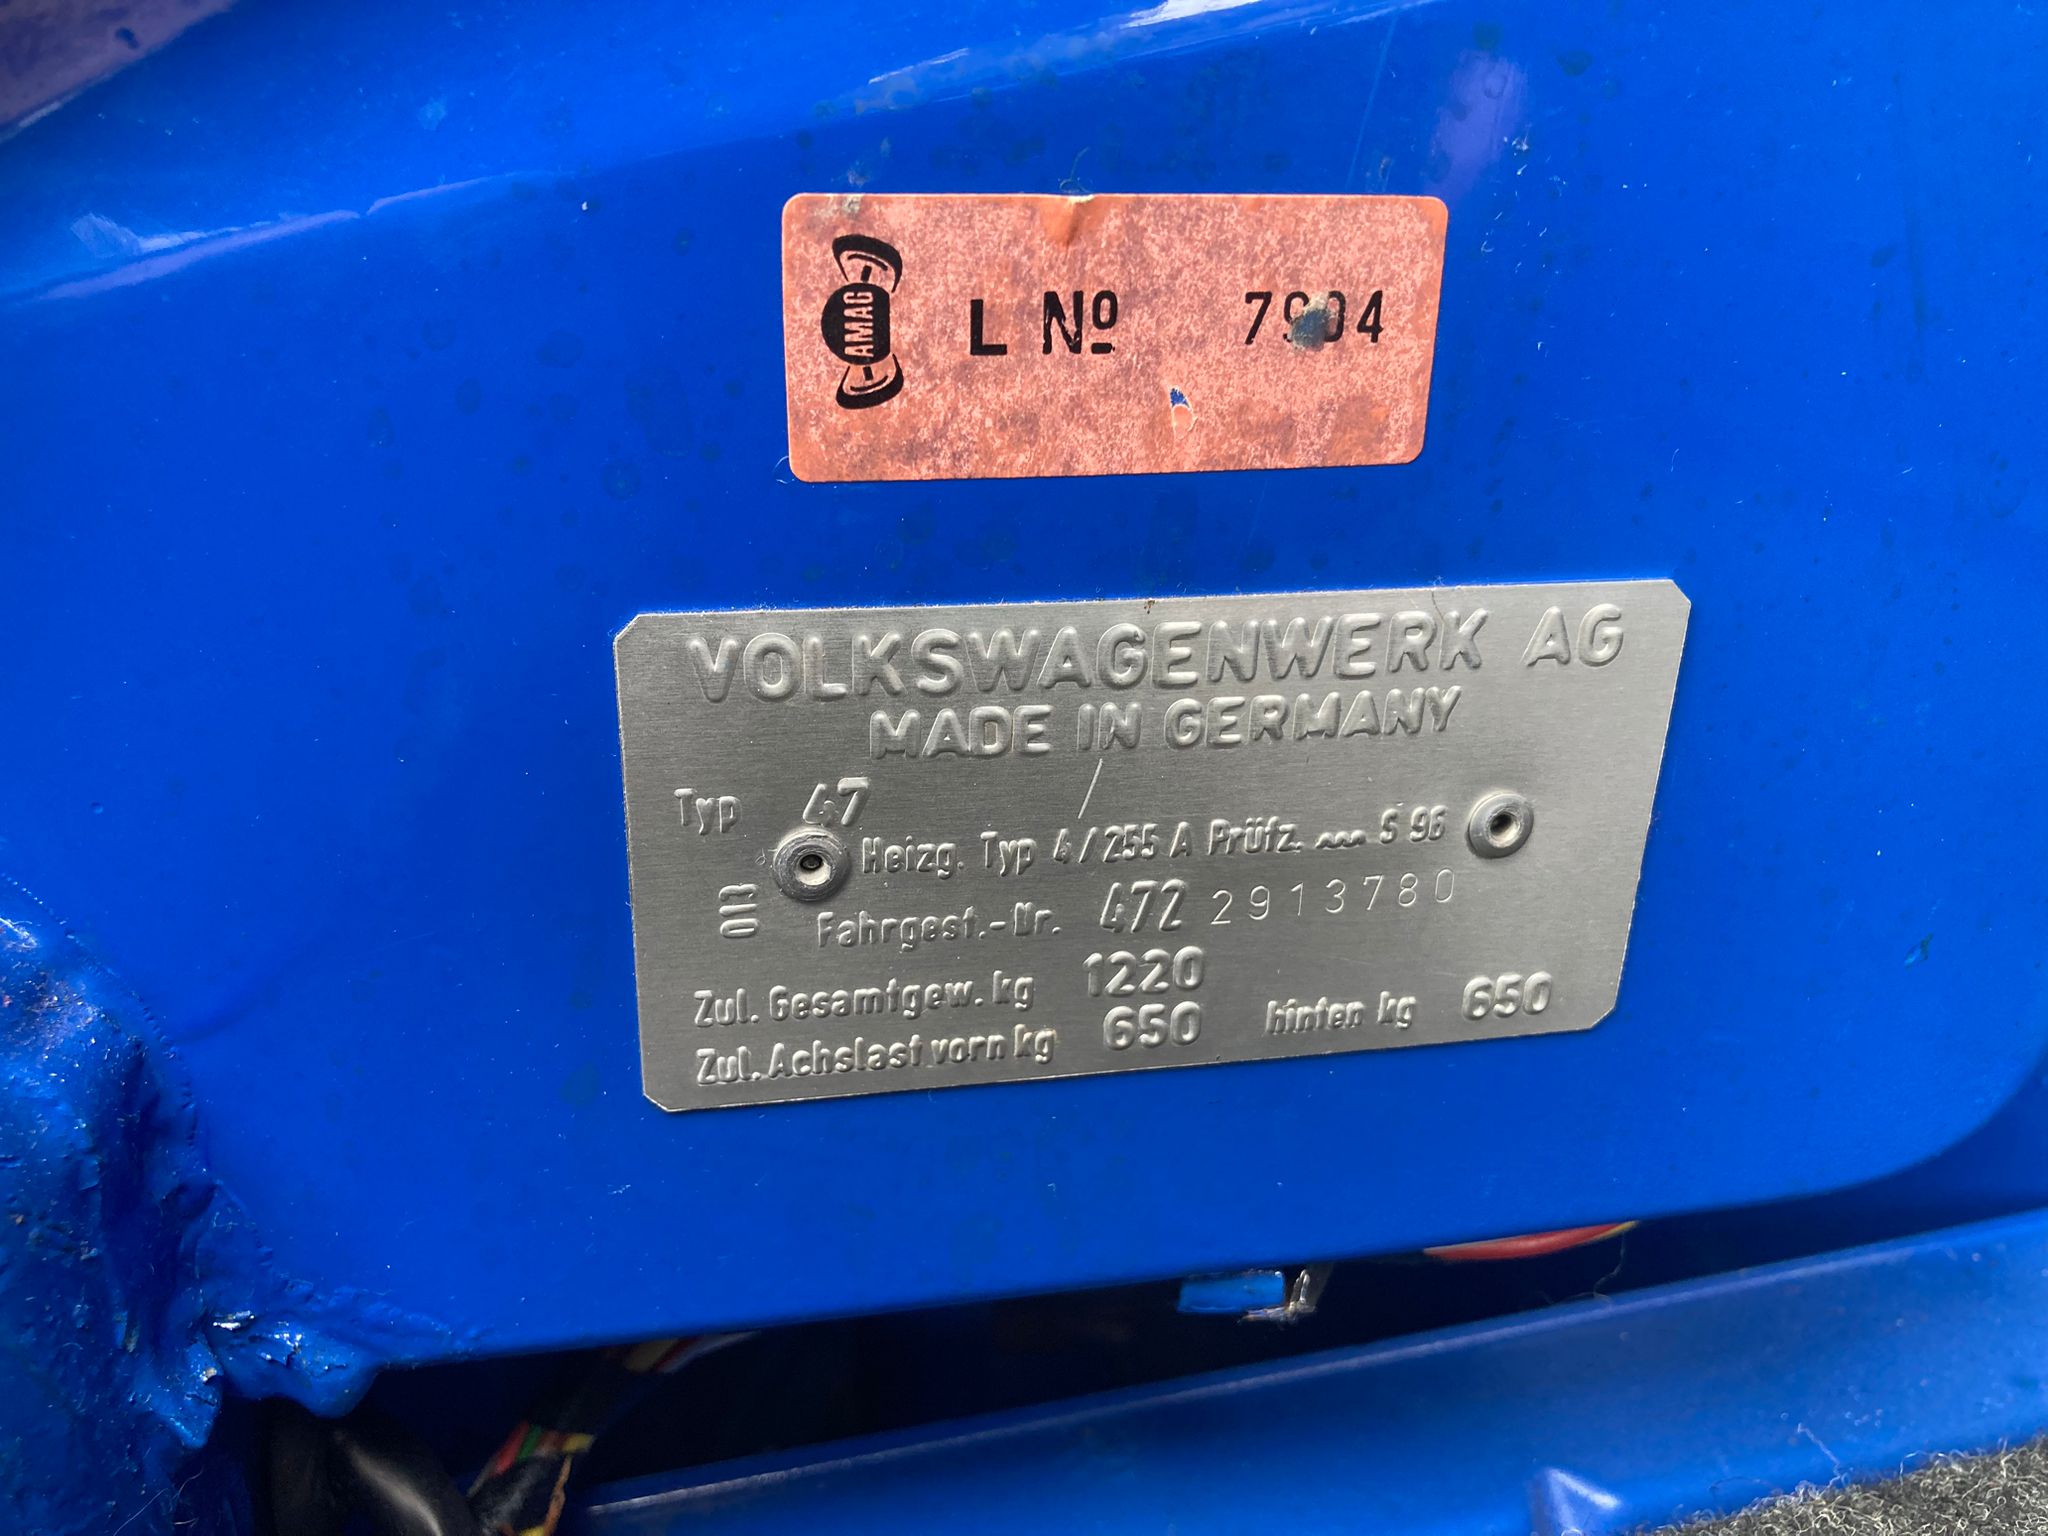 AMAG
L Nº 7904
VOLKSWAGENWERK AG
MADE IN GERMANY
Typ 47
Heizg. Typ 4/255 A Prüfz. ~~~ S 96
013
Fahrgest.-Nr. 472 2913780
Zul. Gesamtgew. kg 1220
Zul. Achslast vorn kg 650 hinten kg 650